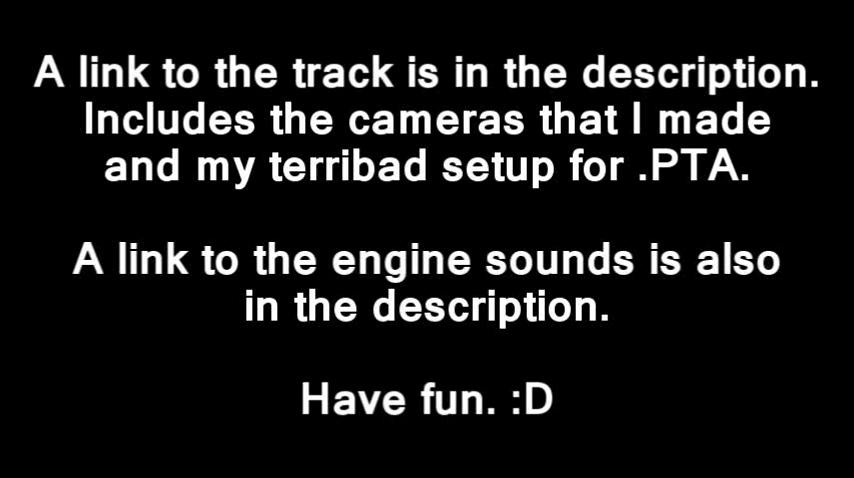 A link to the track is in the description.
Includes the cameras that I made
and my terribad setup for .PTA.
A link to the engine sounds is also
in the description.
Have fun. :D